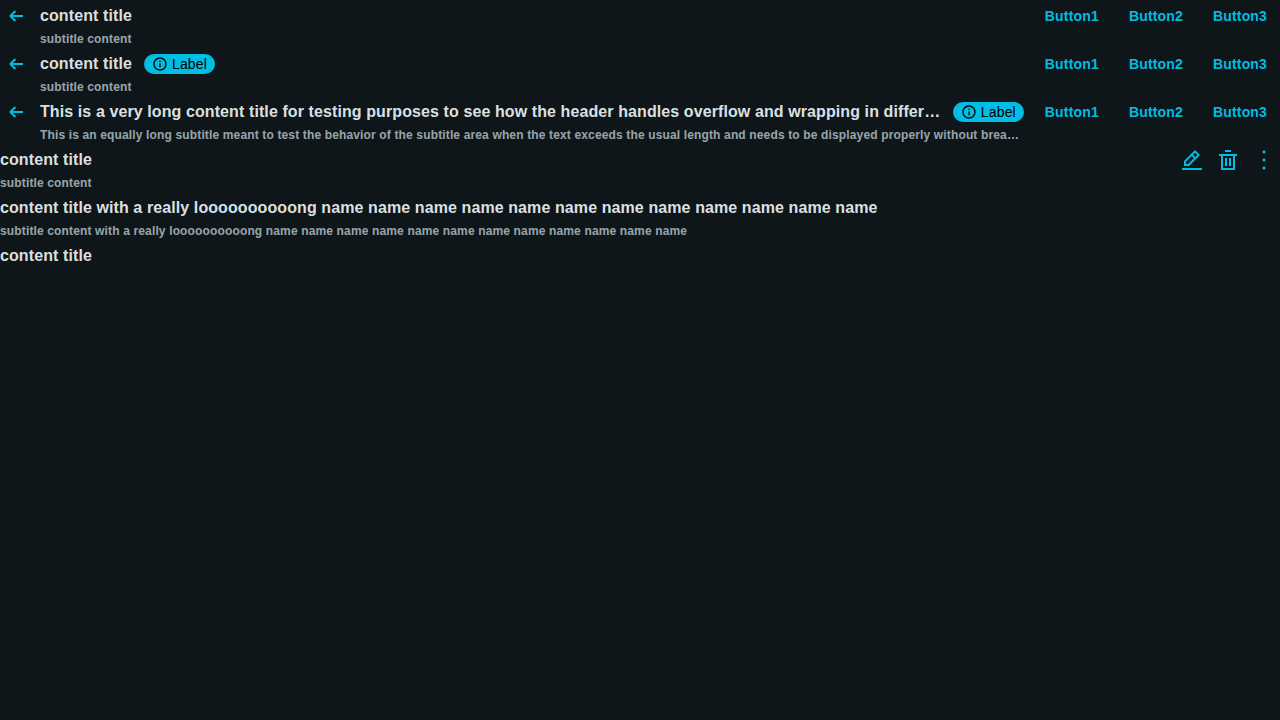 content title Button1 Button2 Button3
subtitle content
content title Label Button1 Button2 Button3
subtitle content
This is a very long content title for testing purposes to see how the header handles overflow and wrapping in differ… Label Button1 Button2 Button3
This is an equally long subtitle meant to test the behavior of the subtitle area when the text exceeds the usual length and needs to be displayed properly without brea…
content title
subtitle content
content title with a really loooooooooong name name name name name name name name name name name name
subtitle content with a really loooooooooong name name name name name name name name name name name name
content title